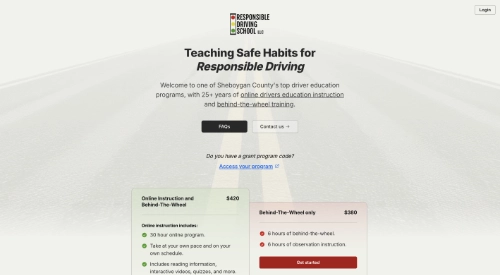 Login
RESPONSIBLE
DRIVING
SCHOOL LLC
Teaching Safe Habits for
Responsible Driving
Welcome to one of Sheboygan County's top driver education
programs, with 25+ years of online drivers education instruction
and behind-the-wheel training.
FAQs
Contact us →
Do you have a grant program code?
Access your program
Online Instruction and
Behind-The-Wheel
$420
Online Instruction includes:
30 hour online program.
Take at your own pace and on your
own schedule.
Includes reading information,
interactive videos, quizzes, and more
Behind-The-Wheel only
$360
6 hours of behind-the-wheel.
6 hours of observation instruction.
Get started